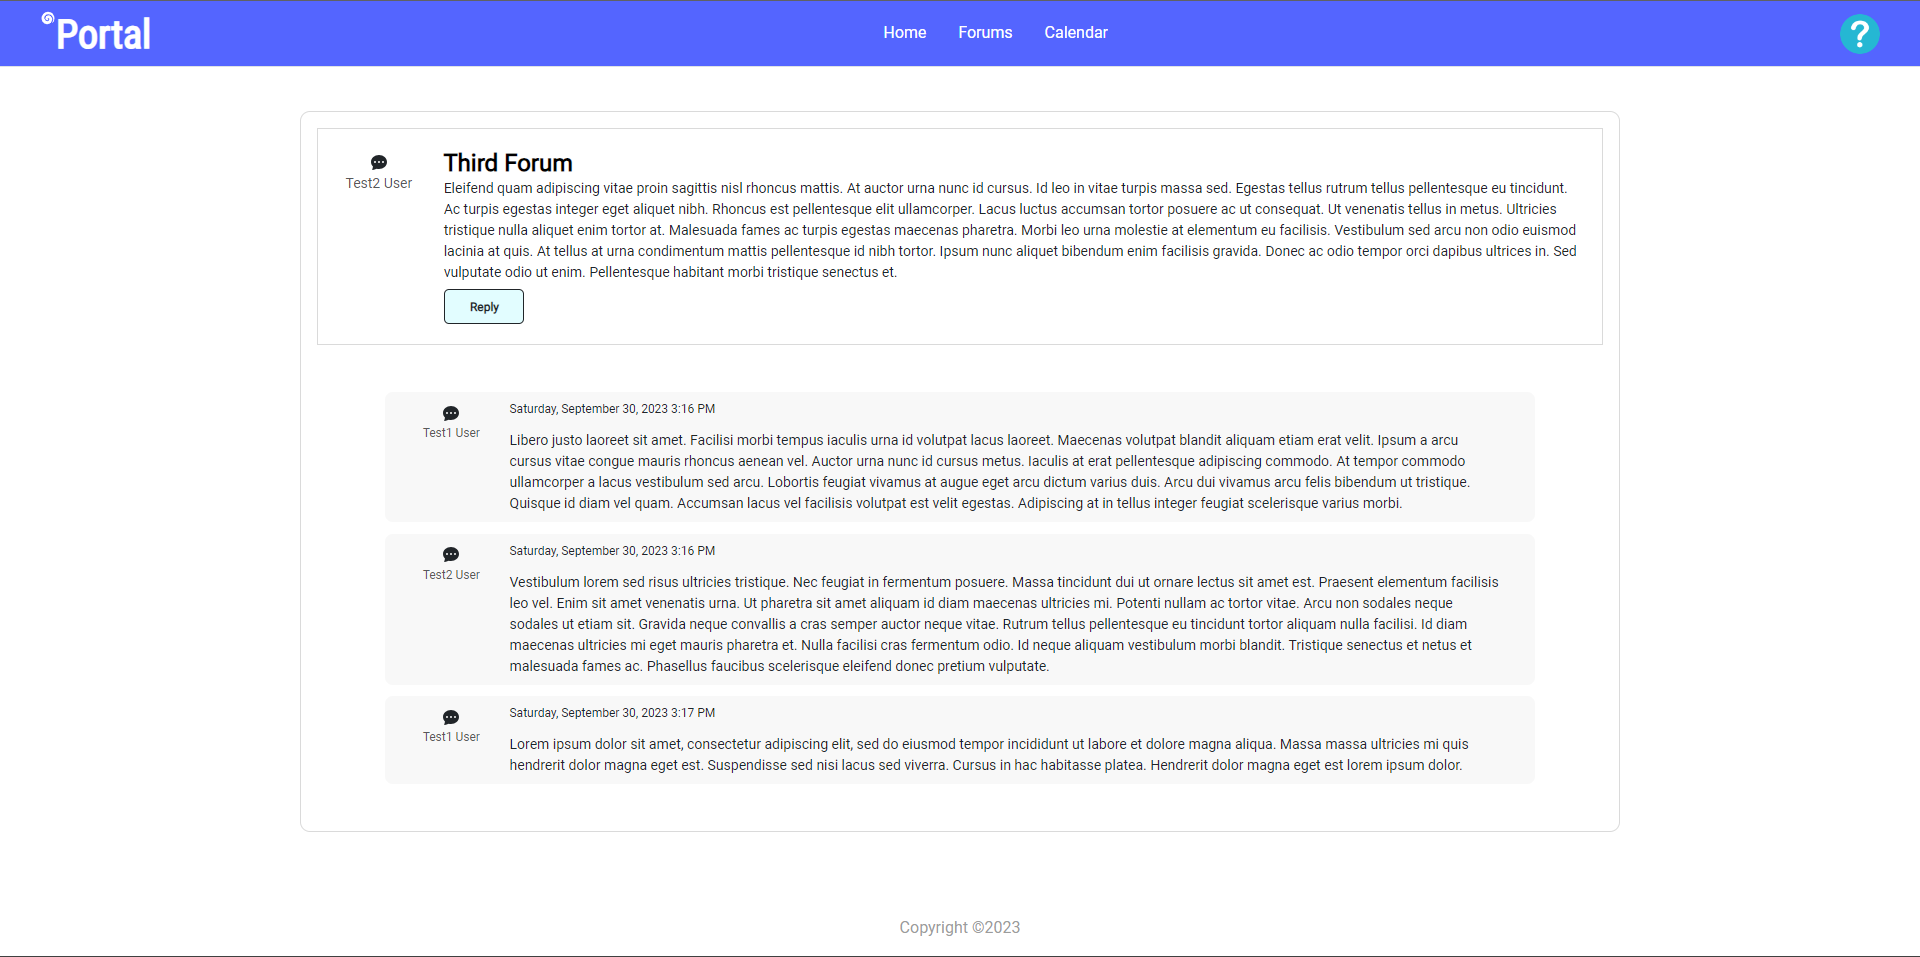 Portal
Home Forums Calendar
?
Third Forum
Test2 User
Eleifend quam adipiscing vitae proin sagittis nisl rhoncus mattis. At auctor urna nunc id cursus. Id leo in vitae turpis massa sed. Egestas tellus rutrum tellus pellentesque eu tincidunt.
Ac turpis egestas integer eget aliquet nibh. Rhoncus est pellentesque elit ullamcorper. Lacus luctus accumsan tortor posuere ac ut consequat. Ut venenatis tellus in metus. Ultricies
tristique nulla aliquet enim tortor at. Malesuada fames ac turpis egestas maecenas pharetra. Morbi leo urna molestie at elementum eu facilisis. Vestibulum sed arcu non odio euismod
lacinia at quis. At tellus at urna condimentum mattis pellentesque id nibh tortor. Ipsum nunc aliquet bibendum enim facilisis gravida. Donec ac odio tempor orci dapibus ultrices in. Sed
vulputate odio ut enim. Pellentesque habitant morbi tristique senectus et.
Reply
Saturday, September 30, 2023 3:16 PM
Test1 User
Libero justo laoreet sit amet. Facilisi morbi tempus iaculis urna id volutpat lacus laoreet. Maecenas volutpat blandit aliquam etiam erat velit. Ipsum a arcu
cursus vitae congue mauris rhoncus aenean vel. Auctor urna nunc id cursus metus. Iaculis at erat pellentesque adipiscing commodo. At tempor commodo
ullamcorper a lacus vestibulum sed arcu. Lobortis feugiat vivamus at augue eget arcu dictum varius duis. Arcu dui vivamus arcu felis bibendum ut tristique.
Quisque id diam vel quam. Accumsan lacus vel facilisis volutpat est velit egestas. Adipiscing at in tellus integer feugiat scelerisque varius morbi.
Saturday, September 30, 2023 3:16 PM
Test2 User
Vestibulum lorem sed risus ultricies tristique. Nec feugiat in fermentum posuere. Massa tincidunt dui ut ornare lectus sit amet est. Praesent elementum facilisis
leo vel. Enim sit amet venenatis urna. Ut pharetra sit amet aliquam id diam maecenas ultricies mi. Potenti nullam ac tortor vitae. Arcu non sodales neque
sodales ut etiam sit. Gravida neque convallis a cras semper auctor neque vitae. Rutrum tellus pellentesque eu tincidunt tortor aliquam nulla facilisi. Id diam
maecenas ultricies mi eget mauris pharetra et. Nulla facilisi cras fermentum odio. Id neque aliquam vestibulum morbi blandit. Tristique senectus et netus et
malesuada fames ac. Phasellus faucibus scelerisque eleifend donec pretium vulputate.
Saturday, September 30, 2023 3:17 PM
Test1 User
Lorem ipsum dolor sit amet, consectetur adipiscing elit, sed do eiusmod tempor incididunt ut labore et dolore magna aliqua. Massa massa ultricies mi quis
hendrerit dolor magna eget est. Suspendisse sed nisi lacus sed viverra. Cursus in hac habitasse platea. Hendrerit dolor magna eget est lorem ipsum dolor.
Copyright ©2023